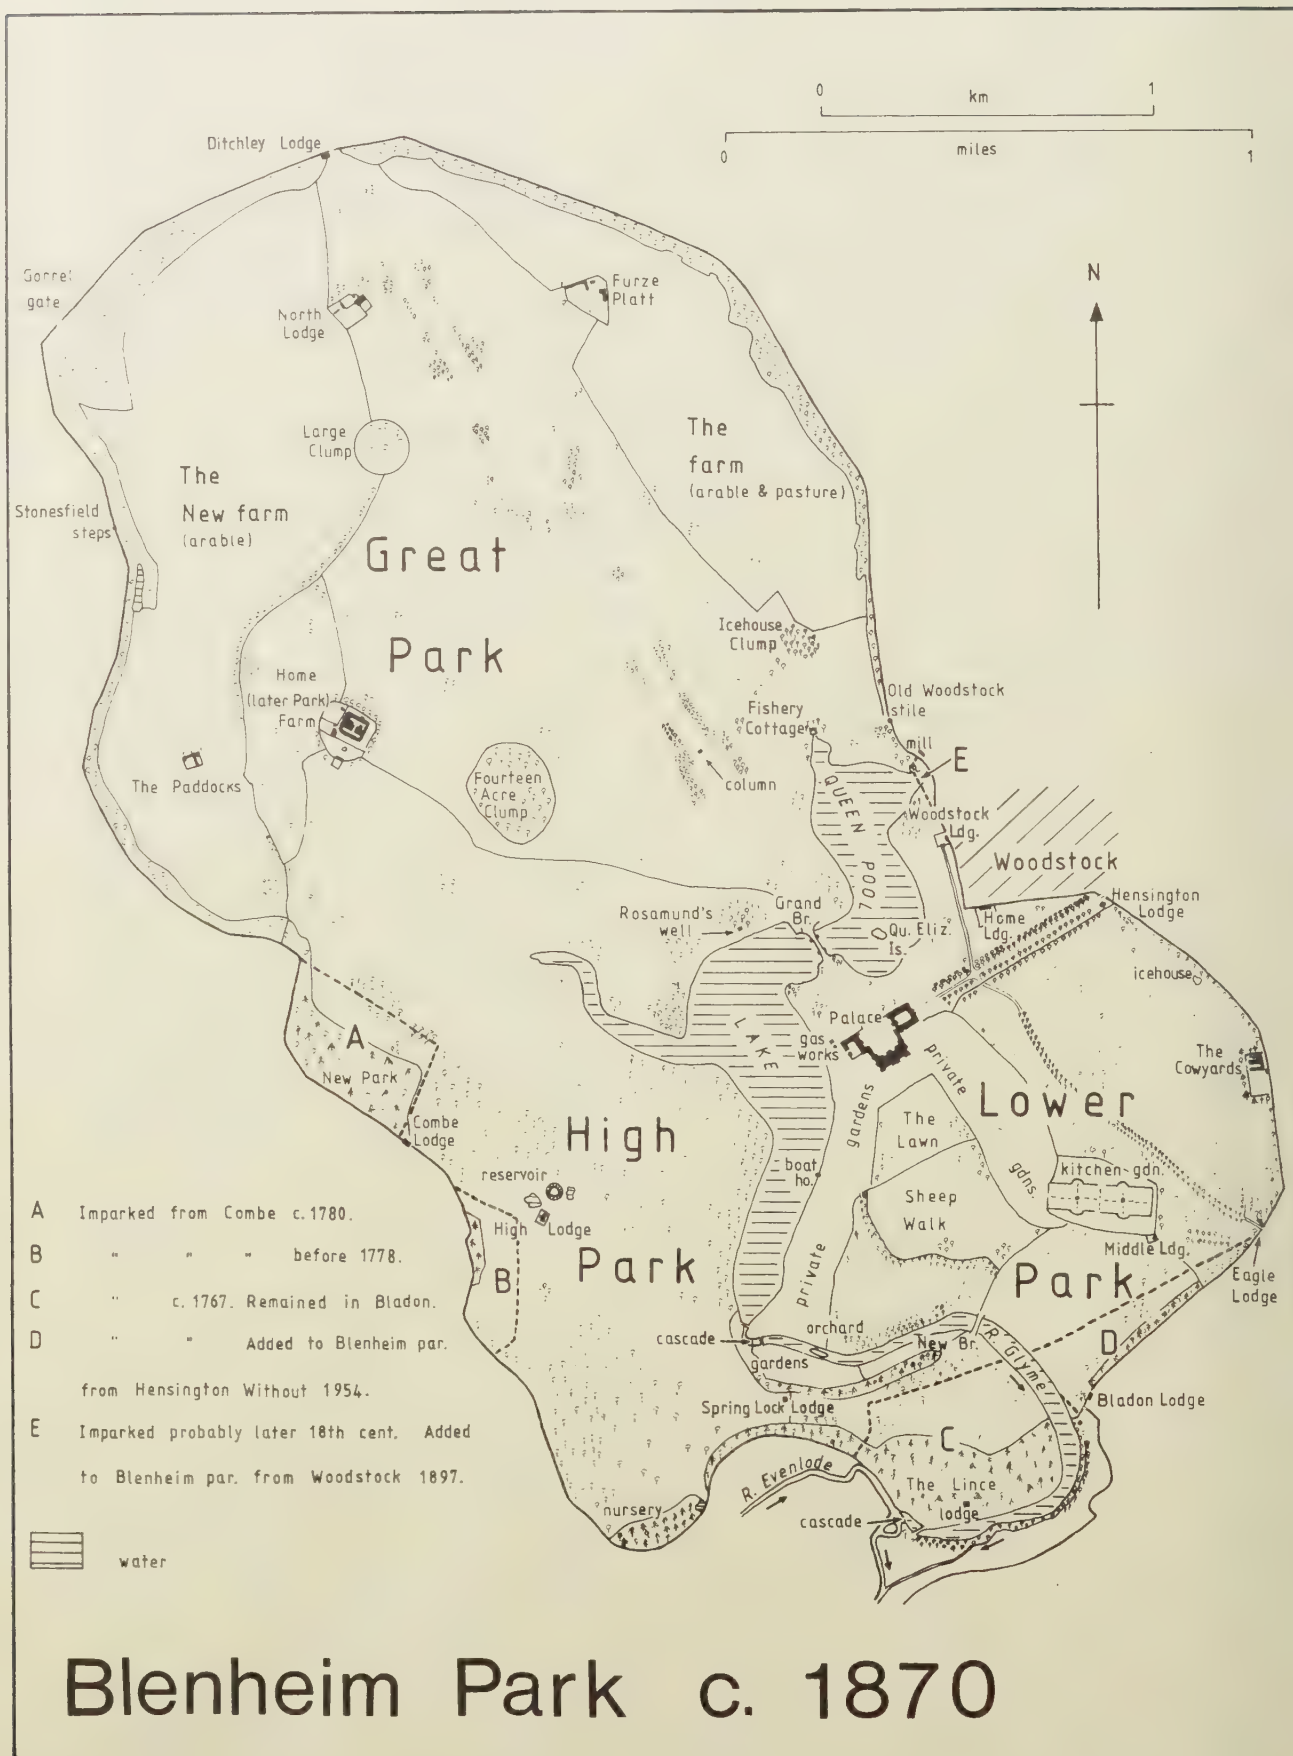 0
1
km
0
1
miles
Ditchley Lodge
N
Gorrel
gate
Furze
Platt
North
Lodge
Large
Clump
The
farm
(arable & pasture)
The
New farm
(arable)
Stonesfield
steps
Great
Park
Icehouse
Clump
Home
(later Park)
Farm
Old Woodstock
stile
Fishery
Cottage
mill
E
The Paddocks
Fourteen
Acre
Clump
column
QUEEN POOL
Woodstock
Ldg.
Woodstock
Hensington
Lodge
Rosamund's
well
Grand
Br.
Qu. Eliz.
Is.
Home
Ldg.
icehouse
Palace
gas
works
LAKE
A
New Park
private
gardens
The
Cowyards
Lower
The
Lawn
Combe
Lodge
High
boat
ho.
gdns.
kitchen-gdn.
reservoir
Sheep
Walk
High Lodge
Middle Ldg.
B
Park
private
Park
Eagle
Lodge
cascade
orchard
gardens
New Br.
R. Glyme
D
Spring Lock Lodge
Bladon Lodge
C
R. Evenlode
The Lince
lodge
nursery
cascade
A Imparked from Combe c.1780.
B " " " before 1778.
C " c.1767. Remained in Bladon.
D " " Added to Blenheim par.
from Hensington Without 1954.
E Imparked probably later 18th cent. Added
to Blenheim par. from Woodstock 1897.
water
Blenheim Park c. 1870